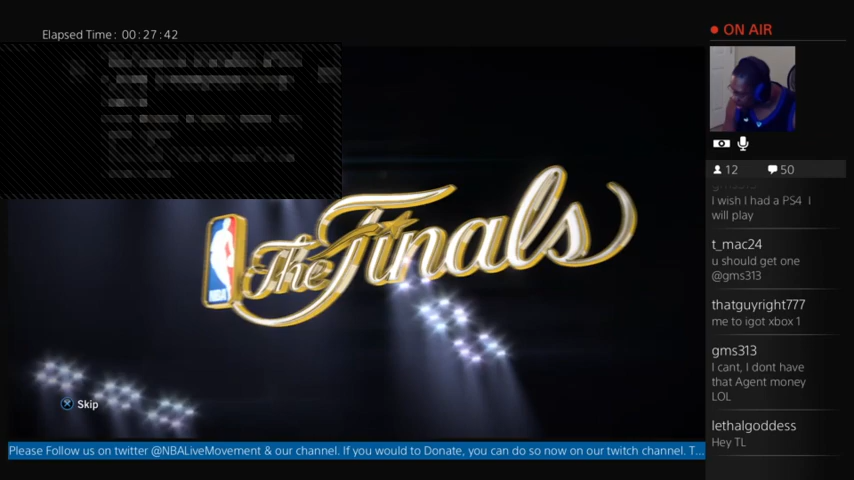 Elapsed Time: 00:27:42
ON AIR
12
50
I wish I had a PS4 I
will play
t_mac24
u should get one
@gms313
thatguyright777
me to igot xbox 1
gms313
I cant, I dont have
that Agent money
LOL
lethalgoddess
Hey TL
NBA
The Finals
Skip
Please Follow us on twitter @NBALiveMovement & our channel. If you would to Donate, you can do so now on our twitch channel. T...